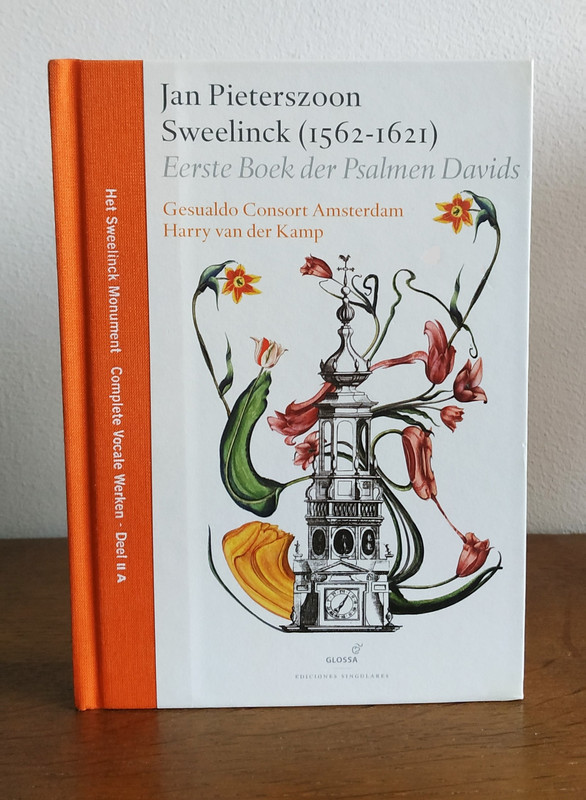 Jan Pieterszoon
Sweelinck (1562-1621)
Eerste Boek der Psalmen Davids
Gesualdo Consort Amsterdam
Harry van der Kamp
Het Sweelinck Monument | Complete Vocale Werken · Deel II A
GLOSSA
EDICIONES SINGULARES